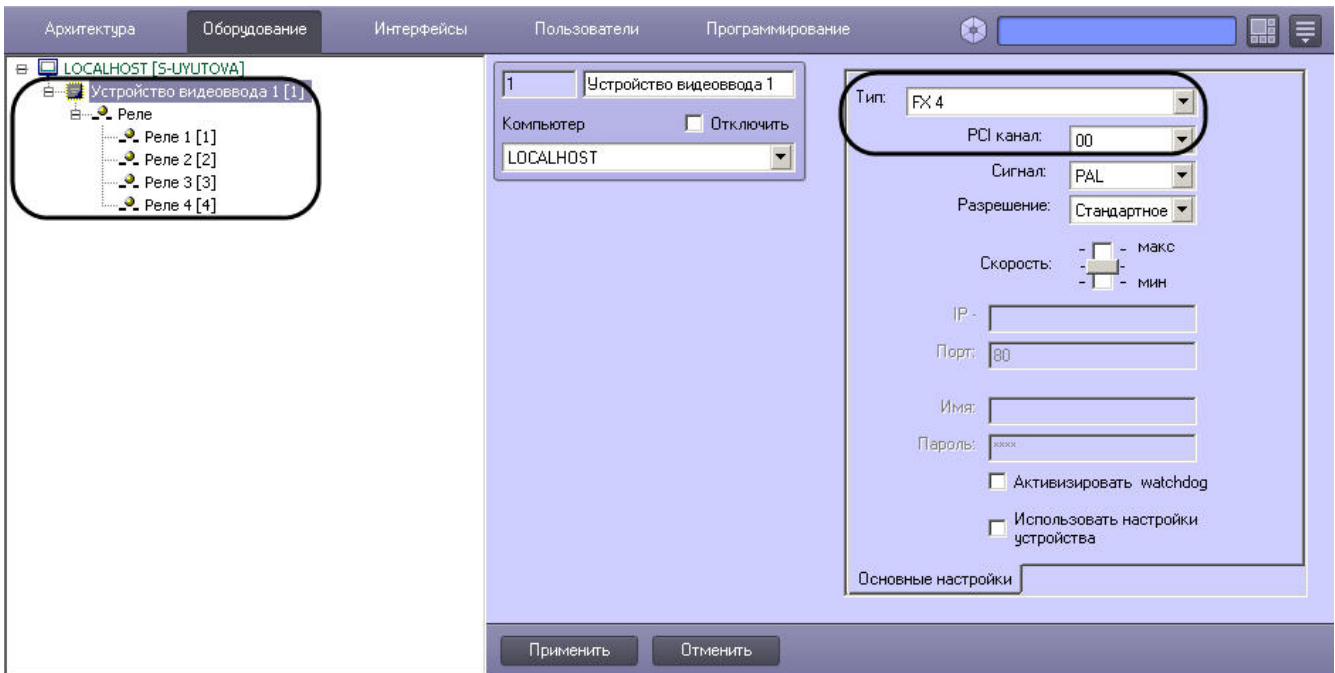 Архитектура Оборудование Интерфейсы Пользователи Программирование
LOCALHOST [S-UYUTOVA]
Устройство видеоввода 1 [1]
Реле
Реле 1 [1]
Реле 2 [2]
Реле 3 [3]
Реле 4 [4]
1 Устройство видеоввода 1
Компьютер Отключить
LOCALHOST
Тип: FX 4
PCI канал: 00
Сигнал: PAL
Разрешение: Стандартное
Скорость: макс
мин
IP -
Порт: 80
Имя:
Пароль: ****
Активизировать watchdog
Использовать настройки
устройства
Основные настройки
Применить Отменить